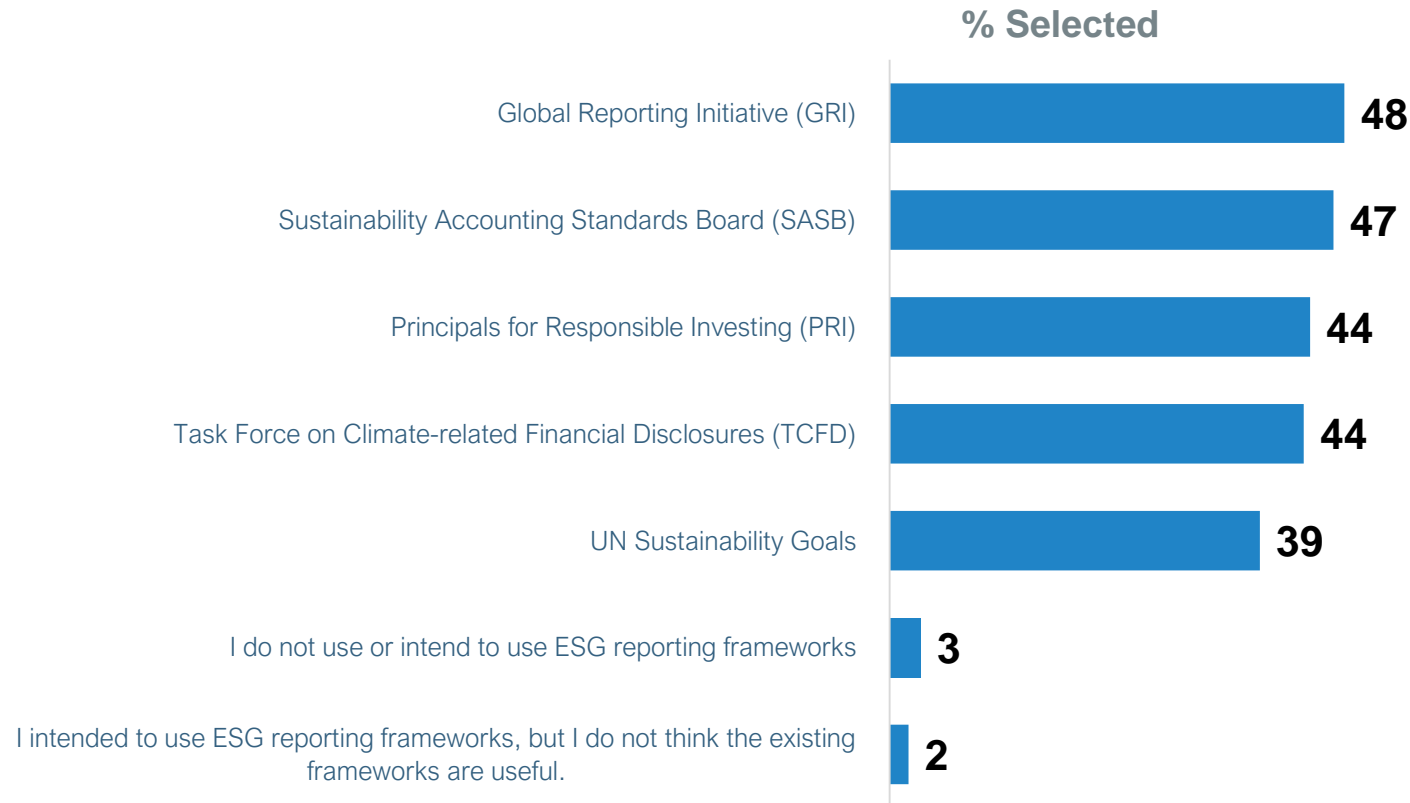 % Selected
Global Reporting Initiative (GRI)
48
Sustainability Accounting Standards Board (SASB)
47
Principals for Responsible Investing (PRI)
44
Task Force on Climate-related Financial Disclosures (TCFD)
44
UN Sustainability Goals
39
I do not use or intend to use ESG reporting frameworks
3
I intended to use ESG reporting frameworks, but I do not think the existing
frameworks are useful.
2